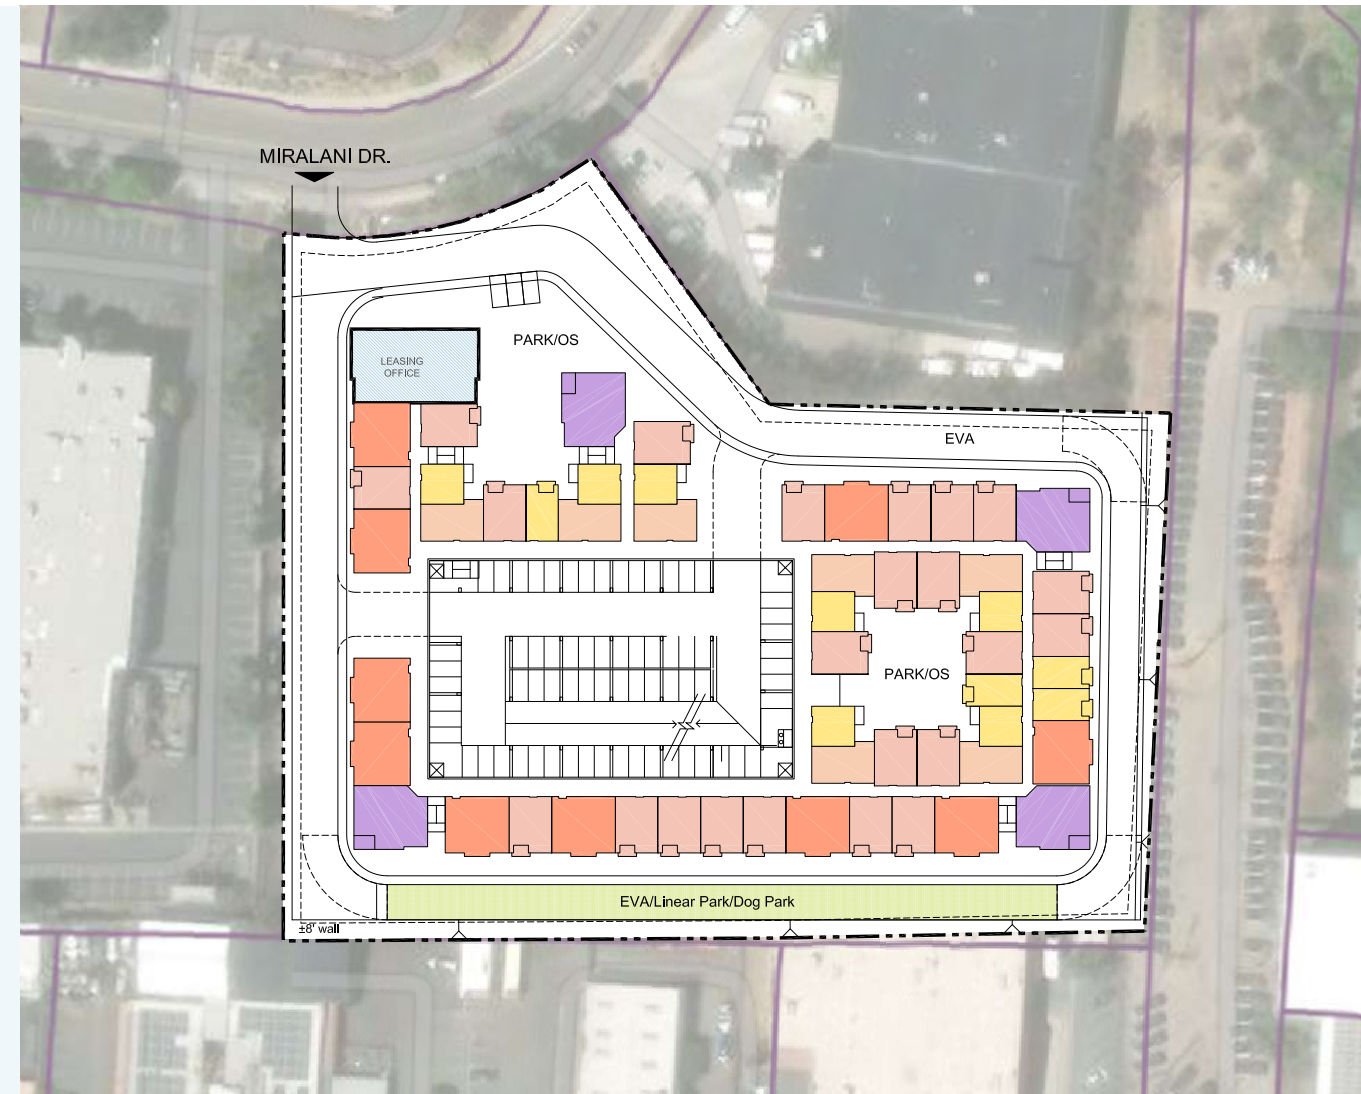 MIRALANI DR.
PARK/OS
LEASING
OFFICE
EVA
PARK/OS
EVA/Linear Park/Dog Park
±8' wall